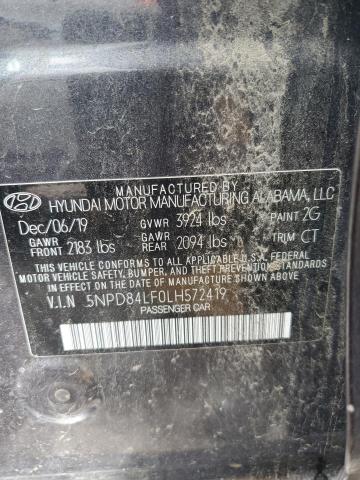 MANUFACTURED BY
HYUNDAI MOTOR MANUFACTURING ALABAMA, LLC
Dec/06/19 GVWR 3924 lbs PAINT 2G
GAWR FRONT 2183 lbs GAWR REAR 2094 lbs TRIM CT
THIS VEHICLE CONFORMS TO ALL APPLICABLE U.S.A. FEDERAL
MOTOR VEHICLE SAFETY, BUMPER, AND THEFT PREVENTION STANDARDS
IN EFFECT ON THE DATE OF MANUFACTURE SHOWN ABOVE.
V.I.N 5NPD84LF0LH572419
PASSENGER CAR